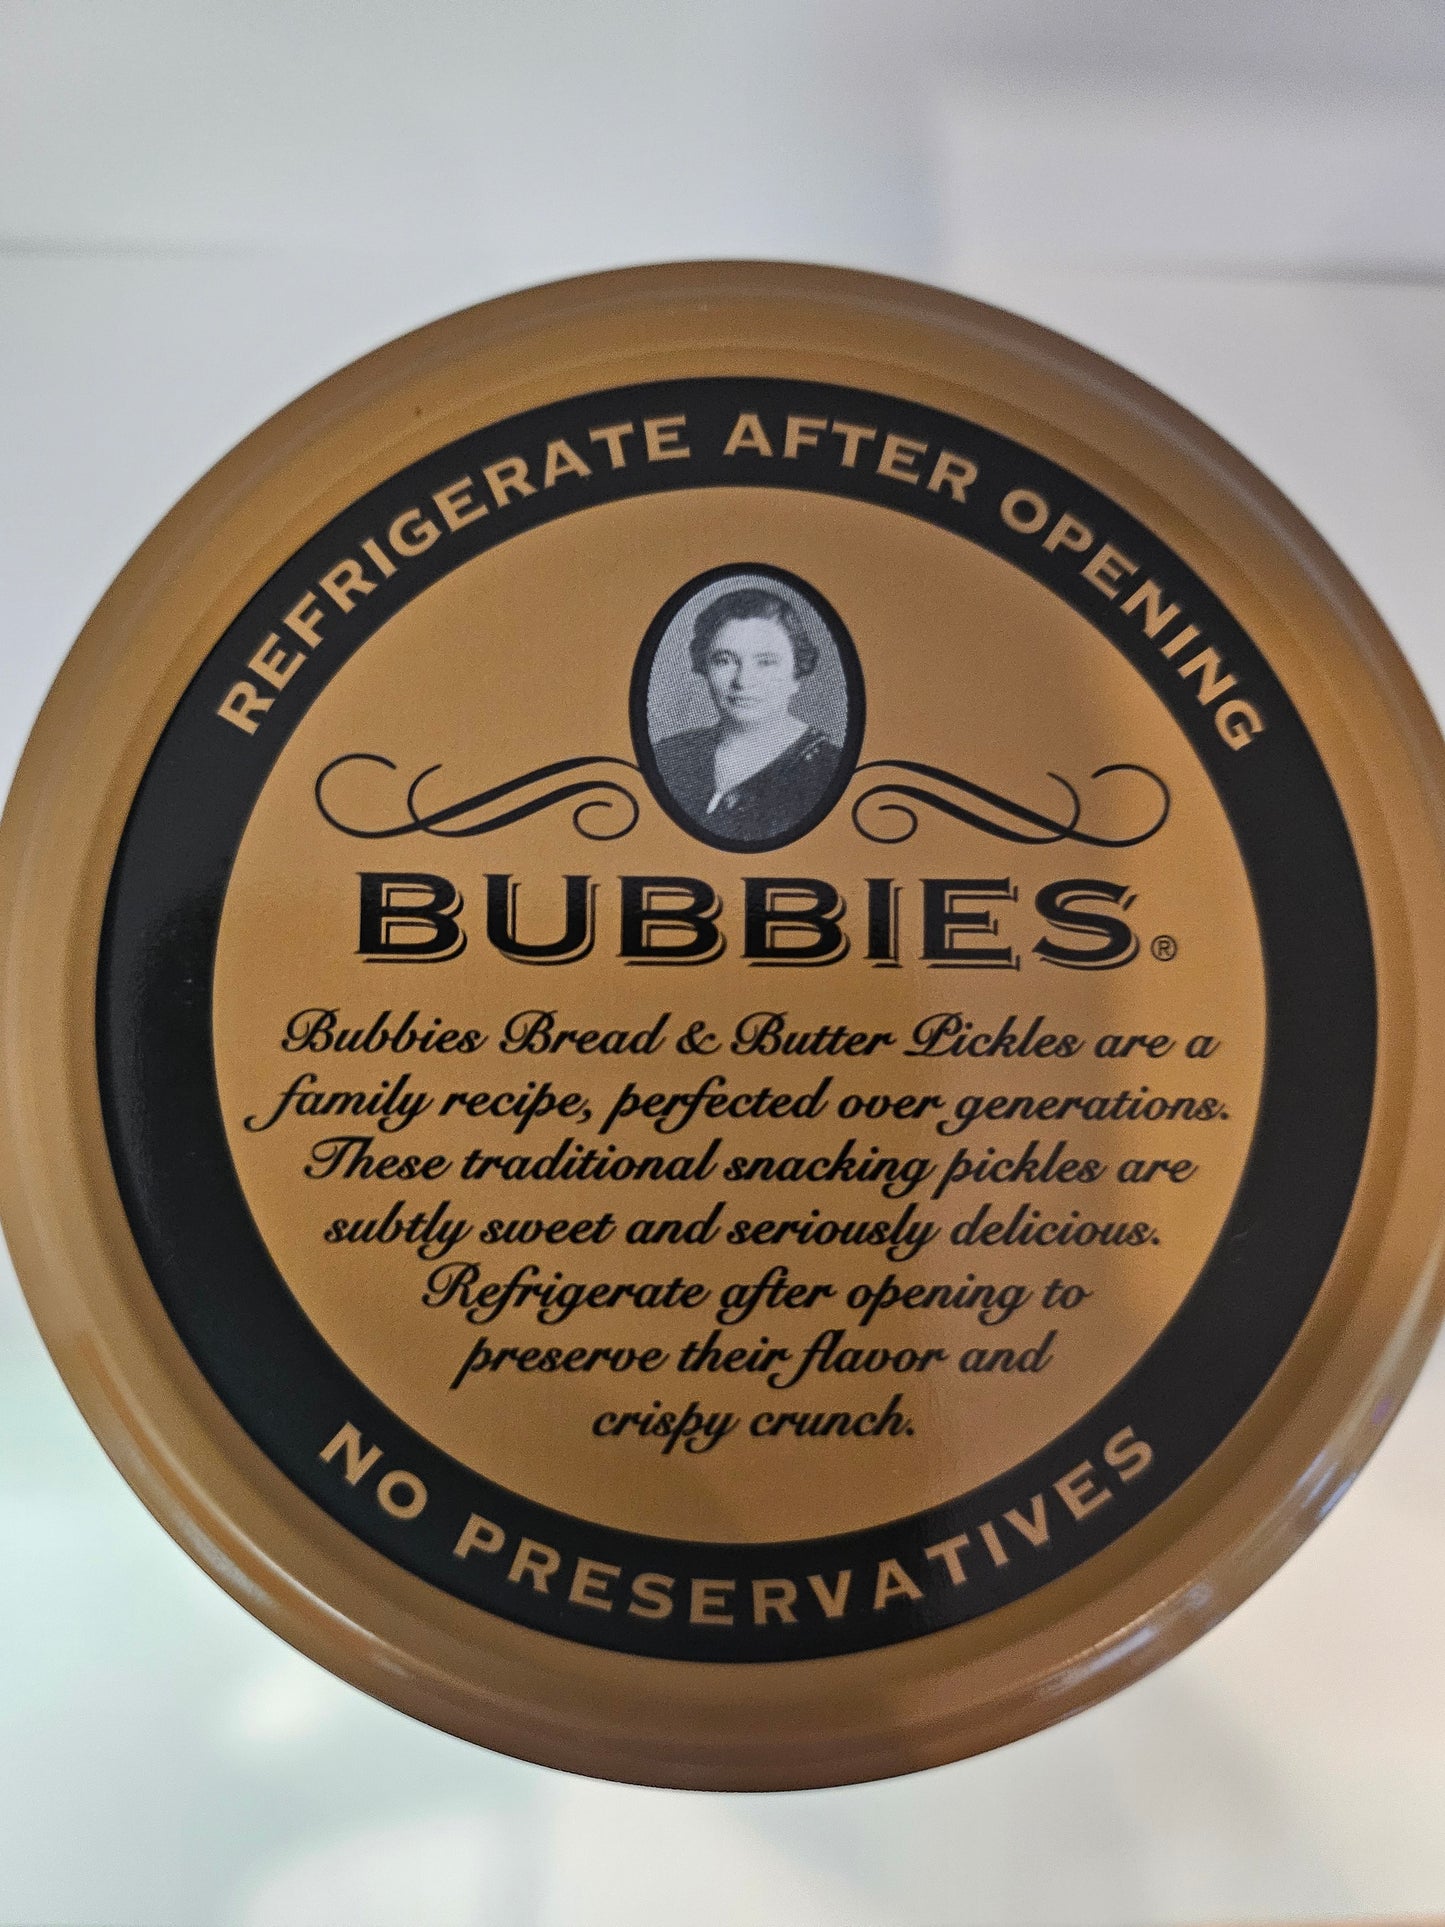 REFRIGERATE AFTER OPENING
BUBBIES®
Bubbies Bread & Butter Pickles are a
family recipe, perfected over generations.
These traditional snacking pickles are
subtly sweet and seriously delicious.
Refrigerate after opening to
preserve their flavor and
crispy crunch.
NO PRESERVATIVES